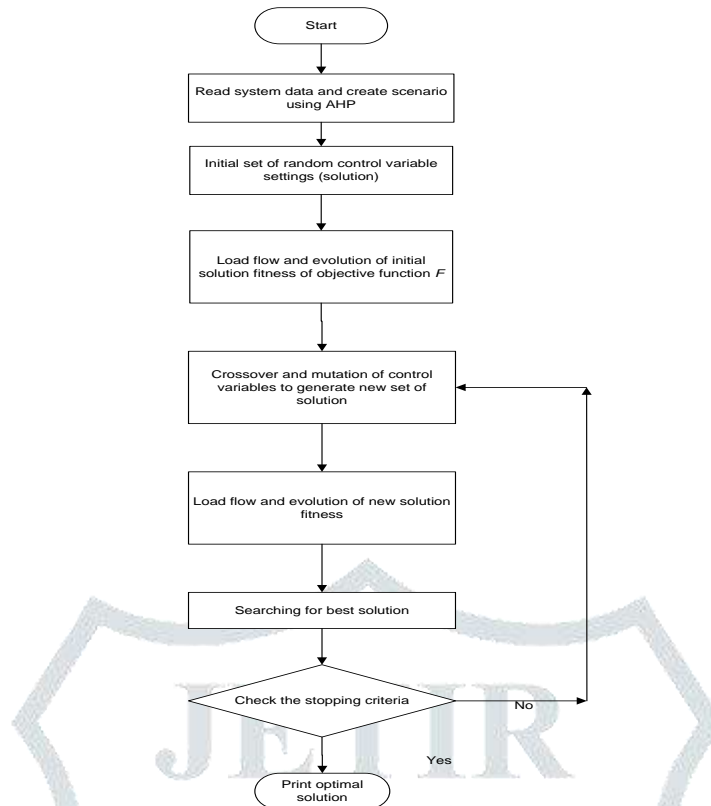 Start
Read system data and create scenario
using AHP
Initial set of random control variable
settings (solution)
Load flow and evolution of initial
solution fitness of objective function F
Crossover and mutation of control
variables to generate new set of
solution
Load flow and evolution of new solution
fitness
Searching for best solution
Check the stopping criteria
No
JETIR
Yes
Print optimal
solution